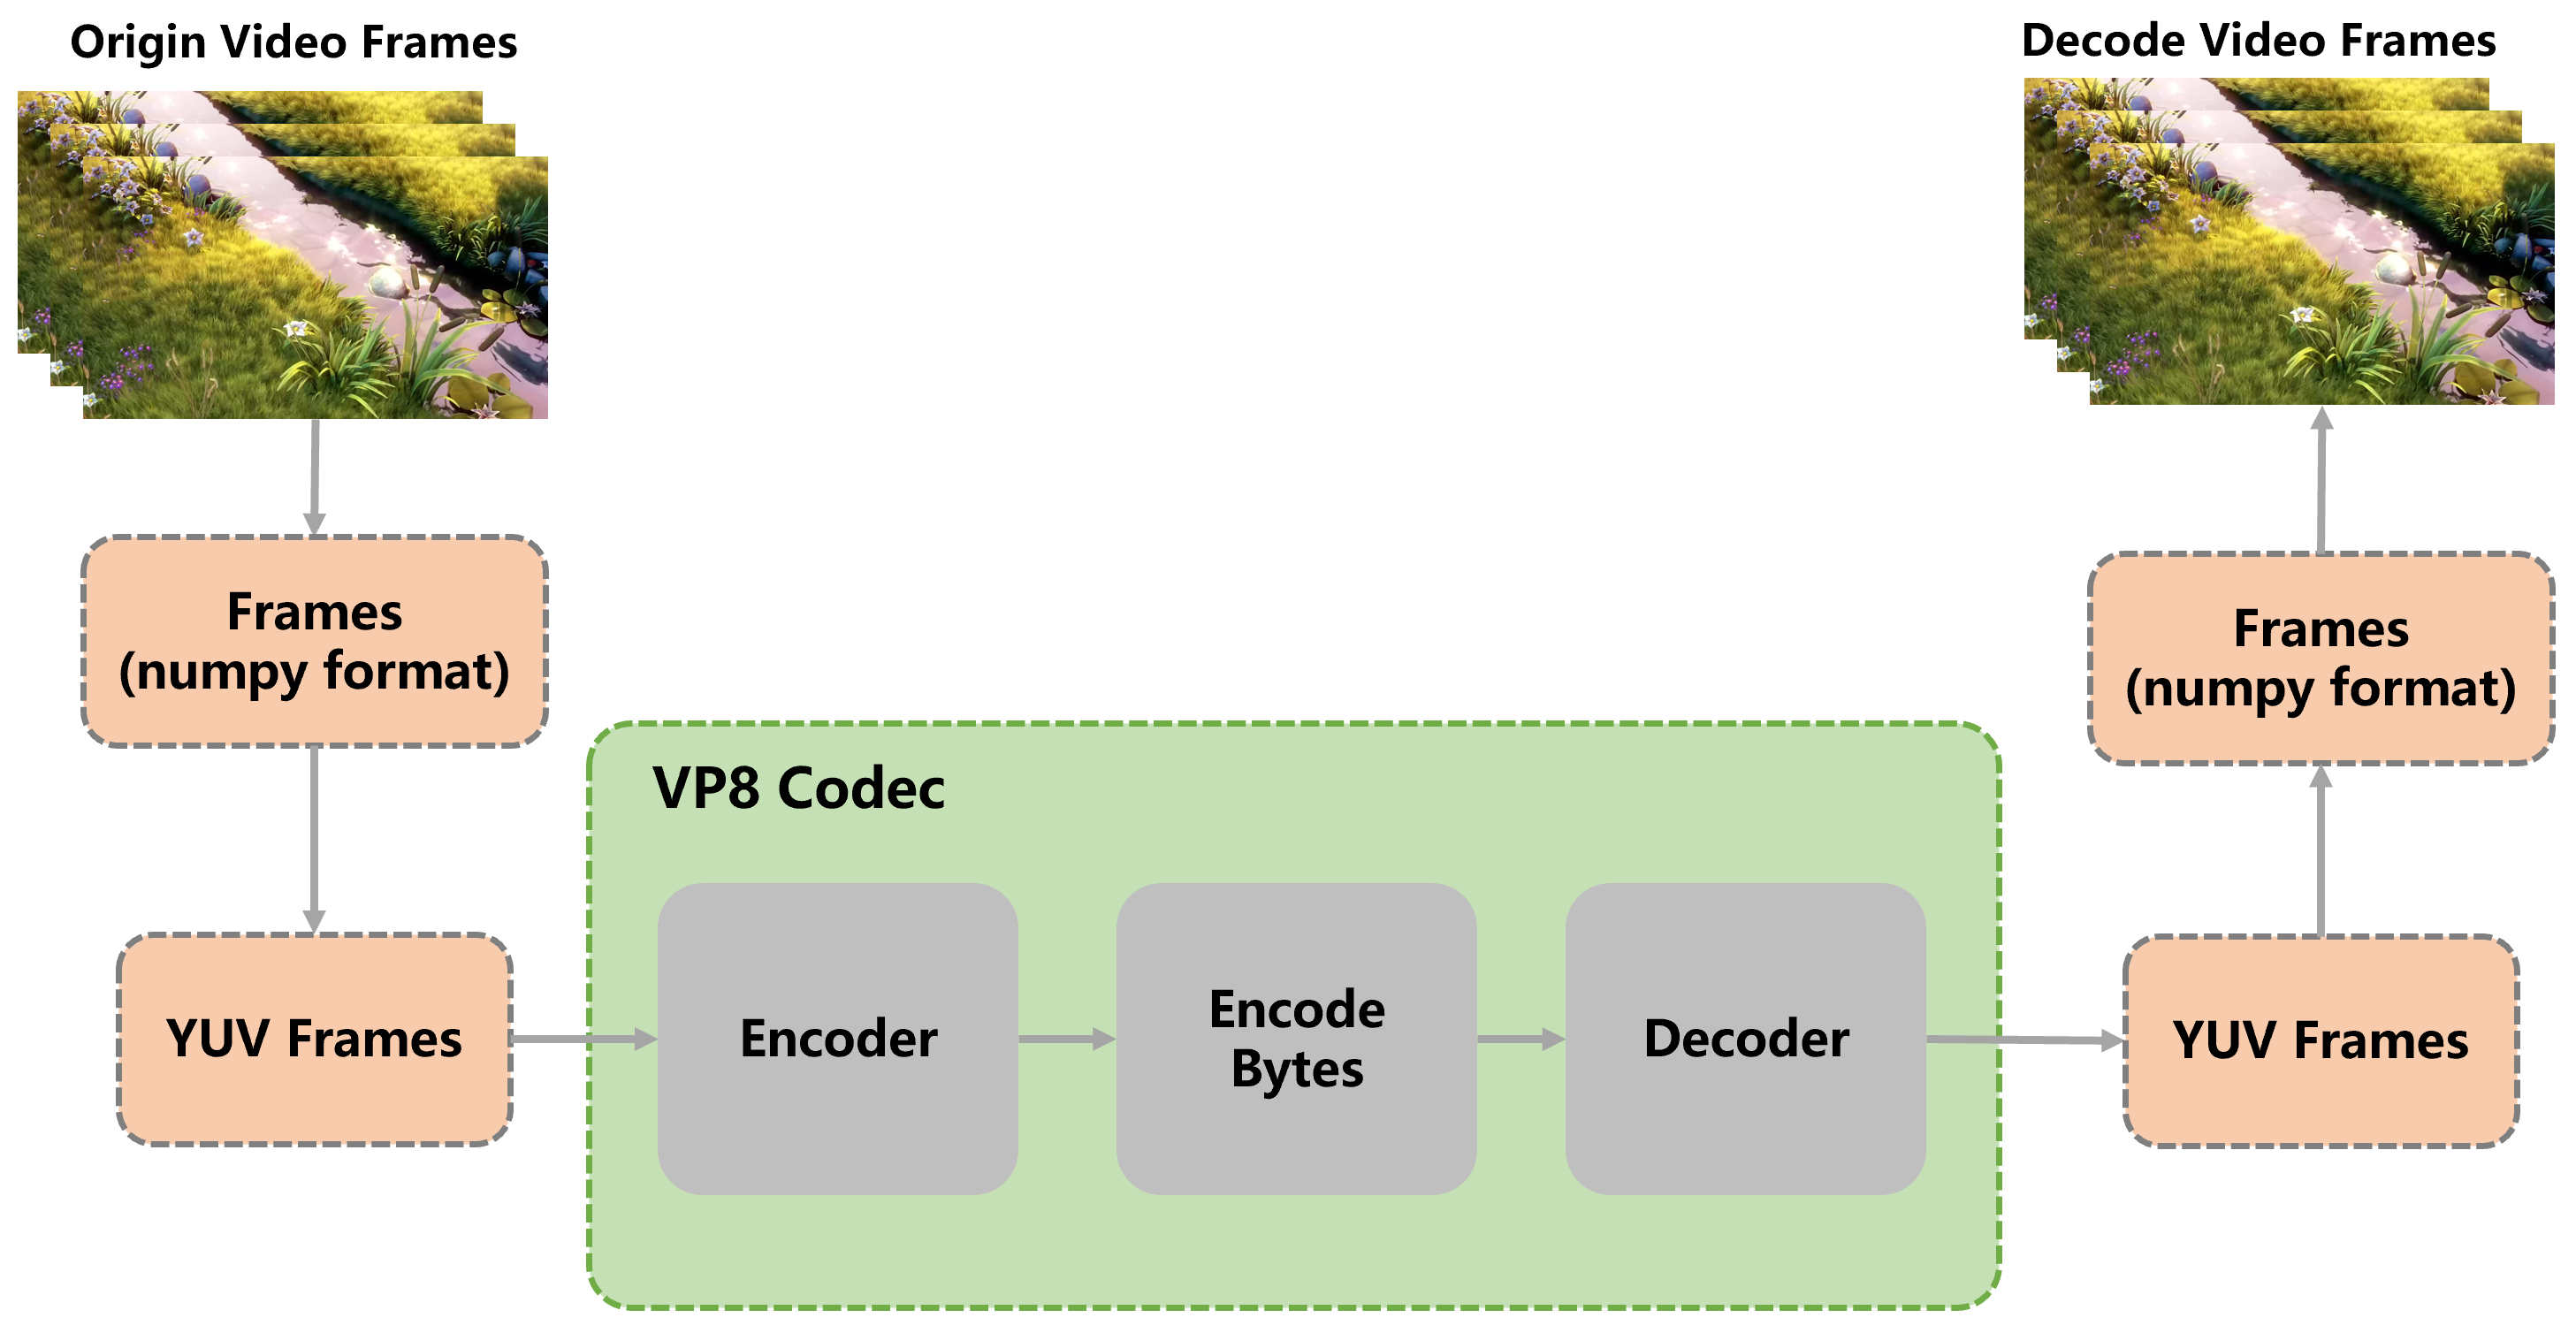 Origin Video Frames
Decode Video Frames
Frames
(numpy format)
Frames
(numpy format)
VP8 Codec
YUV Frames
Encoder
Encode
Bytes
Decoder
YUV Frames